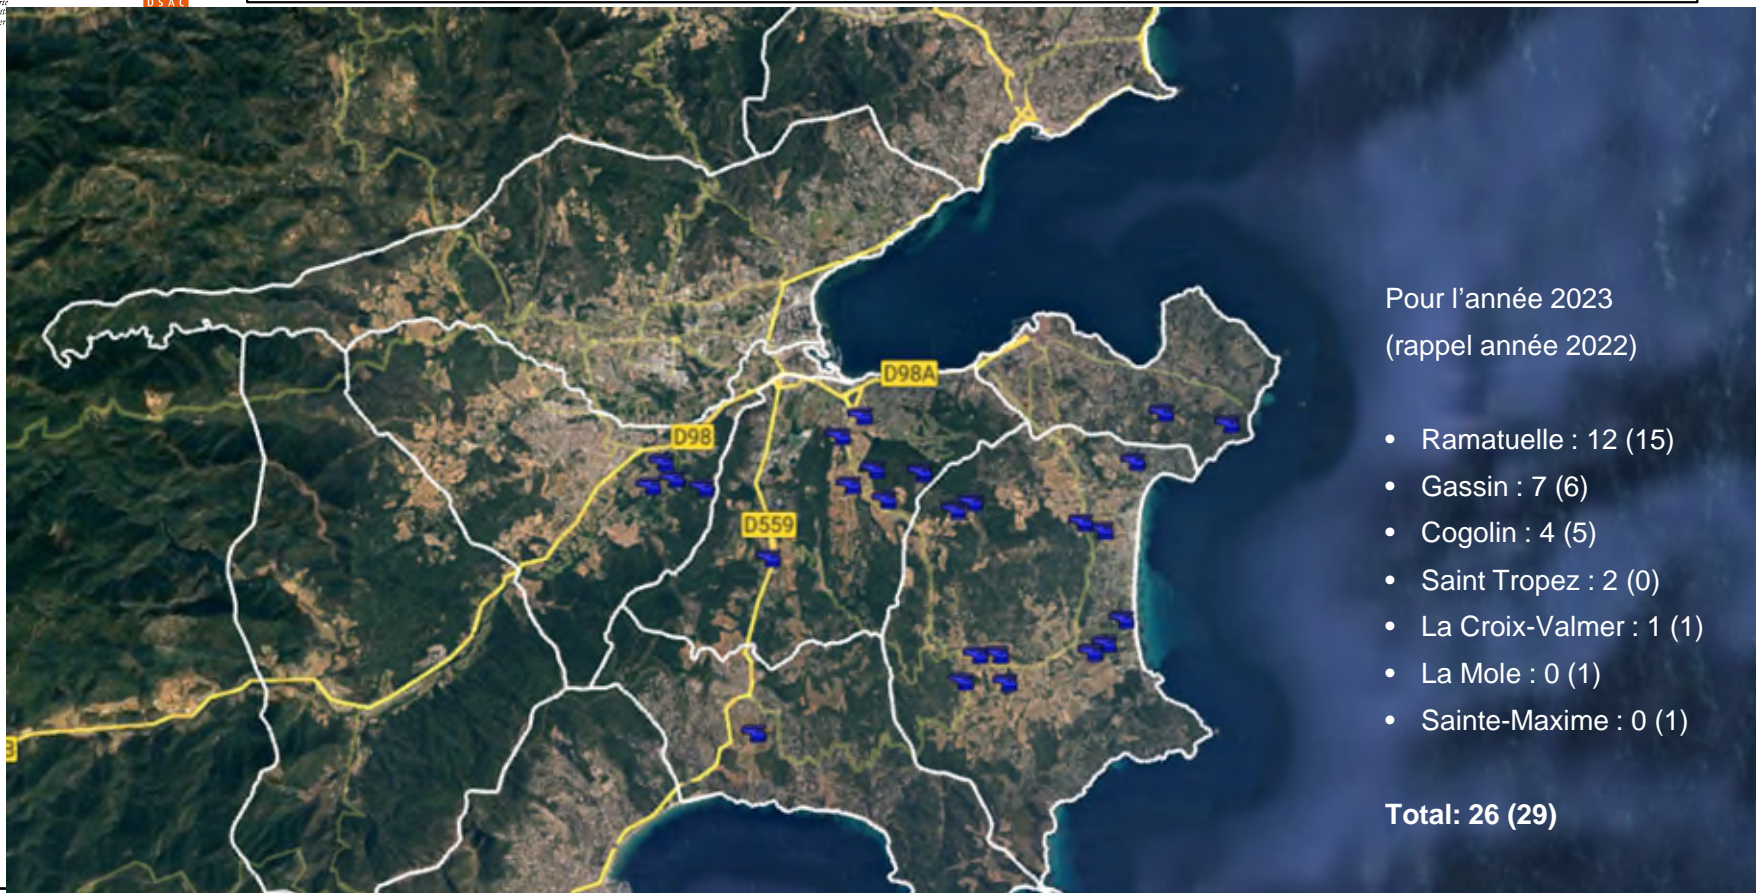 DSAC
D98A
D98
D559
Pour l’année 2023
(rappel année 2022)
• Ramatuelle : 12 (15)
• Gassin : 7 (6)
• Cogolin : 4 (5)
• Saint Tropez : 2 (0)
• La Croix-Valmer : 1 (1)
• La Mole : 0 (1)
• Sainte-Maxime : 0 (1)
Total: 26 (29)